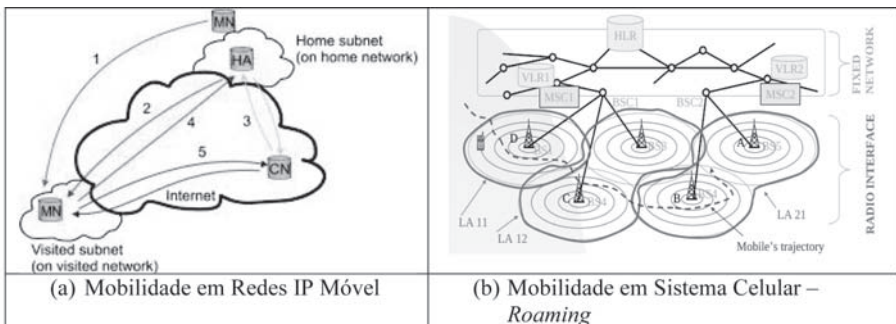 MN
1
Home subnet
(on home network)
HA
2
4
3
5
CN
Internet
MN
Visited subnet
(on visited network)
(a) Mobilidade em Redes IP Móvel
HLR
VLR1
VLR2
MSC1
MSC2
BSC1
BSC2
FIXED
NETWORK
D
A
C
BS4
B
LA 11
LA 12
LA 21
Mobile's trajectory
RADIO INTERFACE
(b) Mobilidade em Sistema Celular –
Roaming